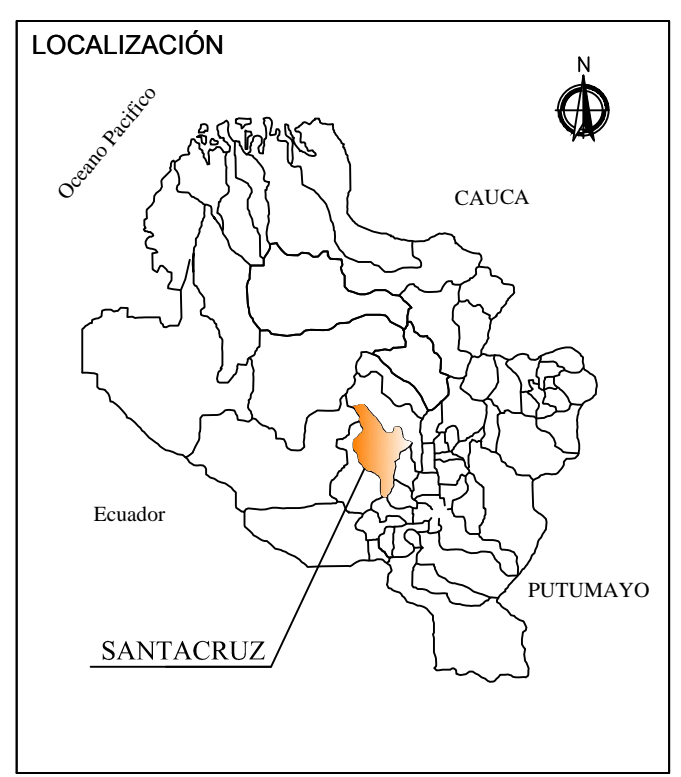 LOCALIZACIÓN
N
Oceano Pacifico
CAUCA
Ecuador
PUTUMAYO
SANTACRUZ